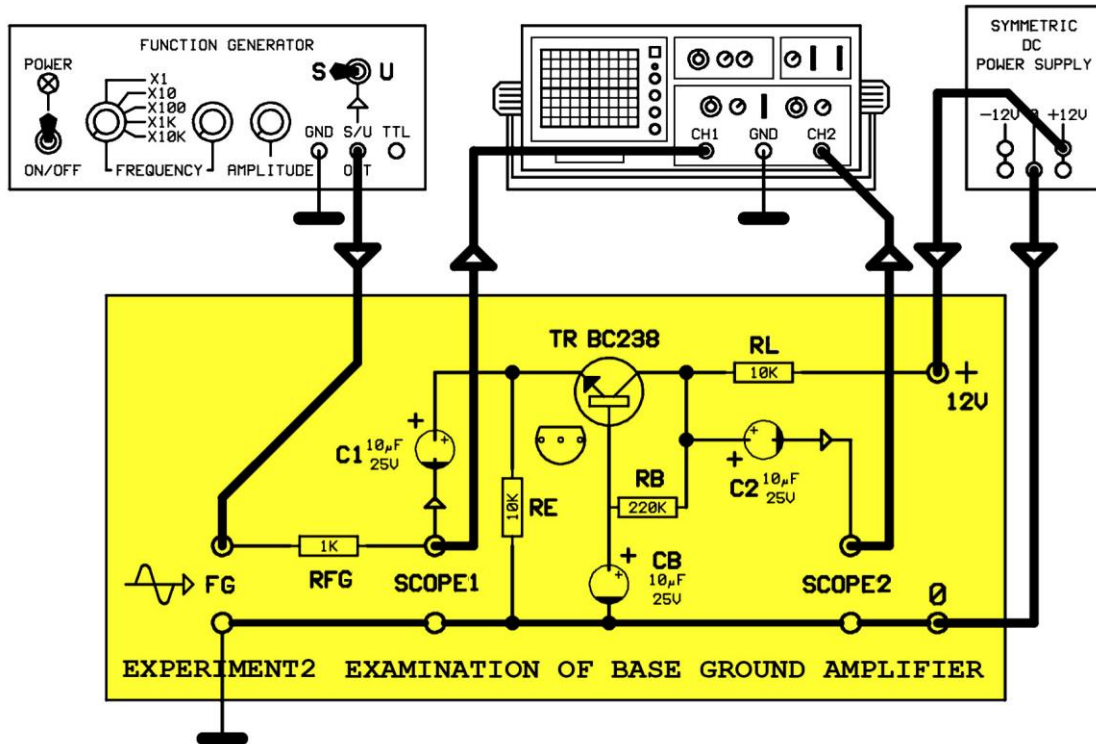 FUNCTION GENERATOR
POWER
ON/OFF
X1
X10
X100
X1K
X10K
FREQUENCY
AMPLITUDE
S U
GND S/U TTL
OUT
CH1 GND CH2
SYMMETRIC
DC
POWER SUPPLY
-12V 0 +12V
TR BC238
RL
10K
+
12V
+
C1 10µF
25V
10K
RE
RB
220K
+
C2 10µF
25V
+
CB
10µF
25V
FG
1K
RFG
SCOPE1
SCOPE2
0
EXPERIMENT2 EXAMINATION OF BASE GROUND AMPLIFIER